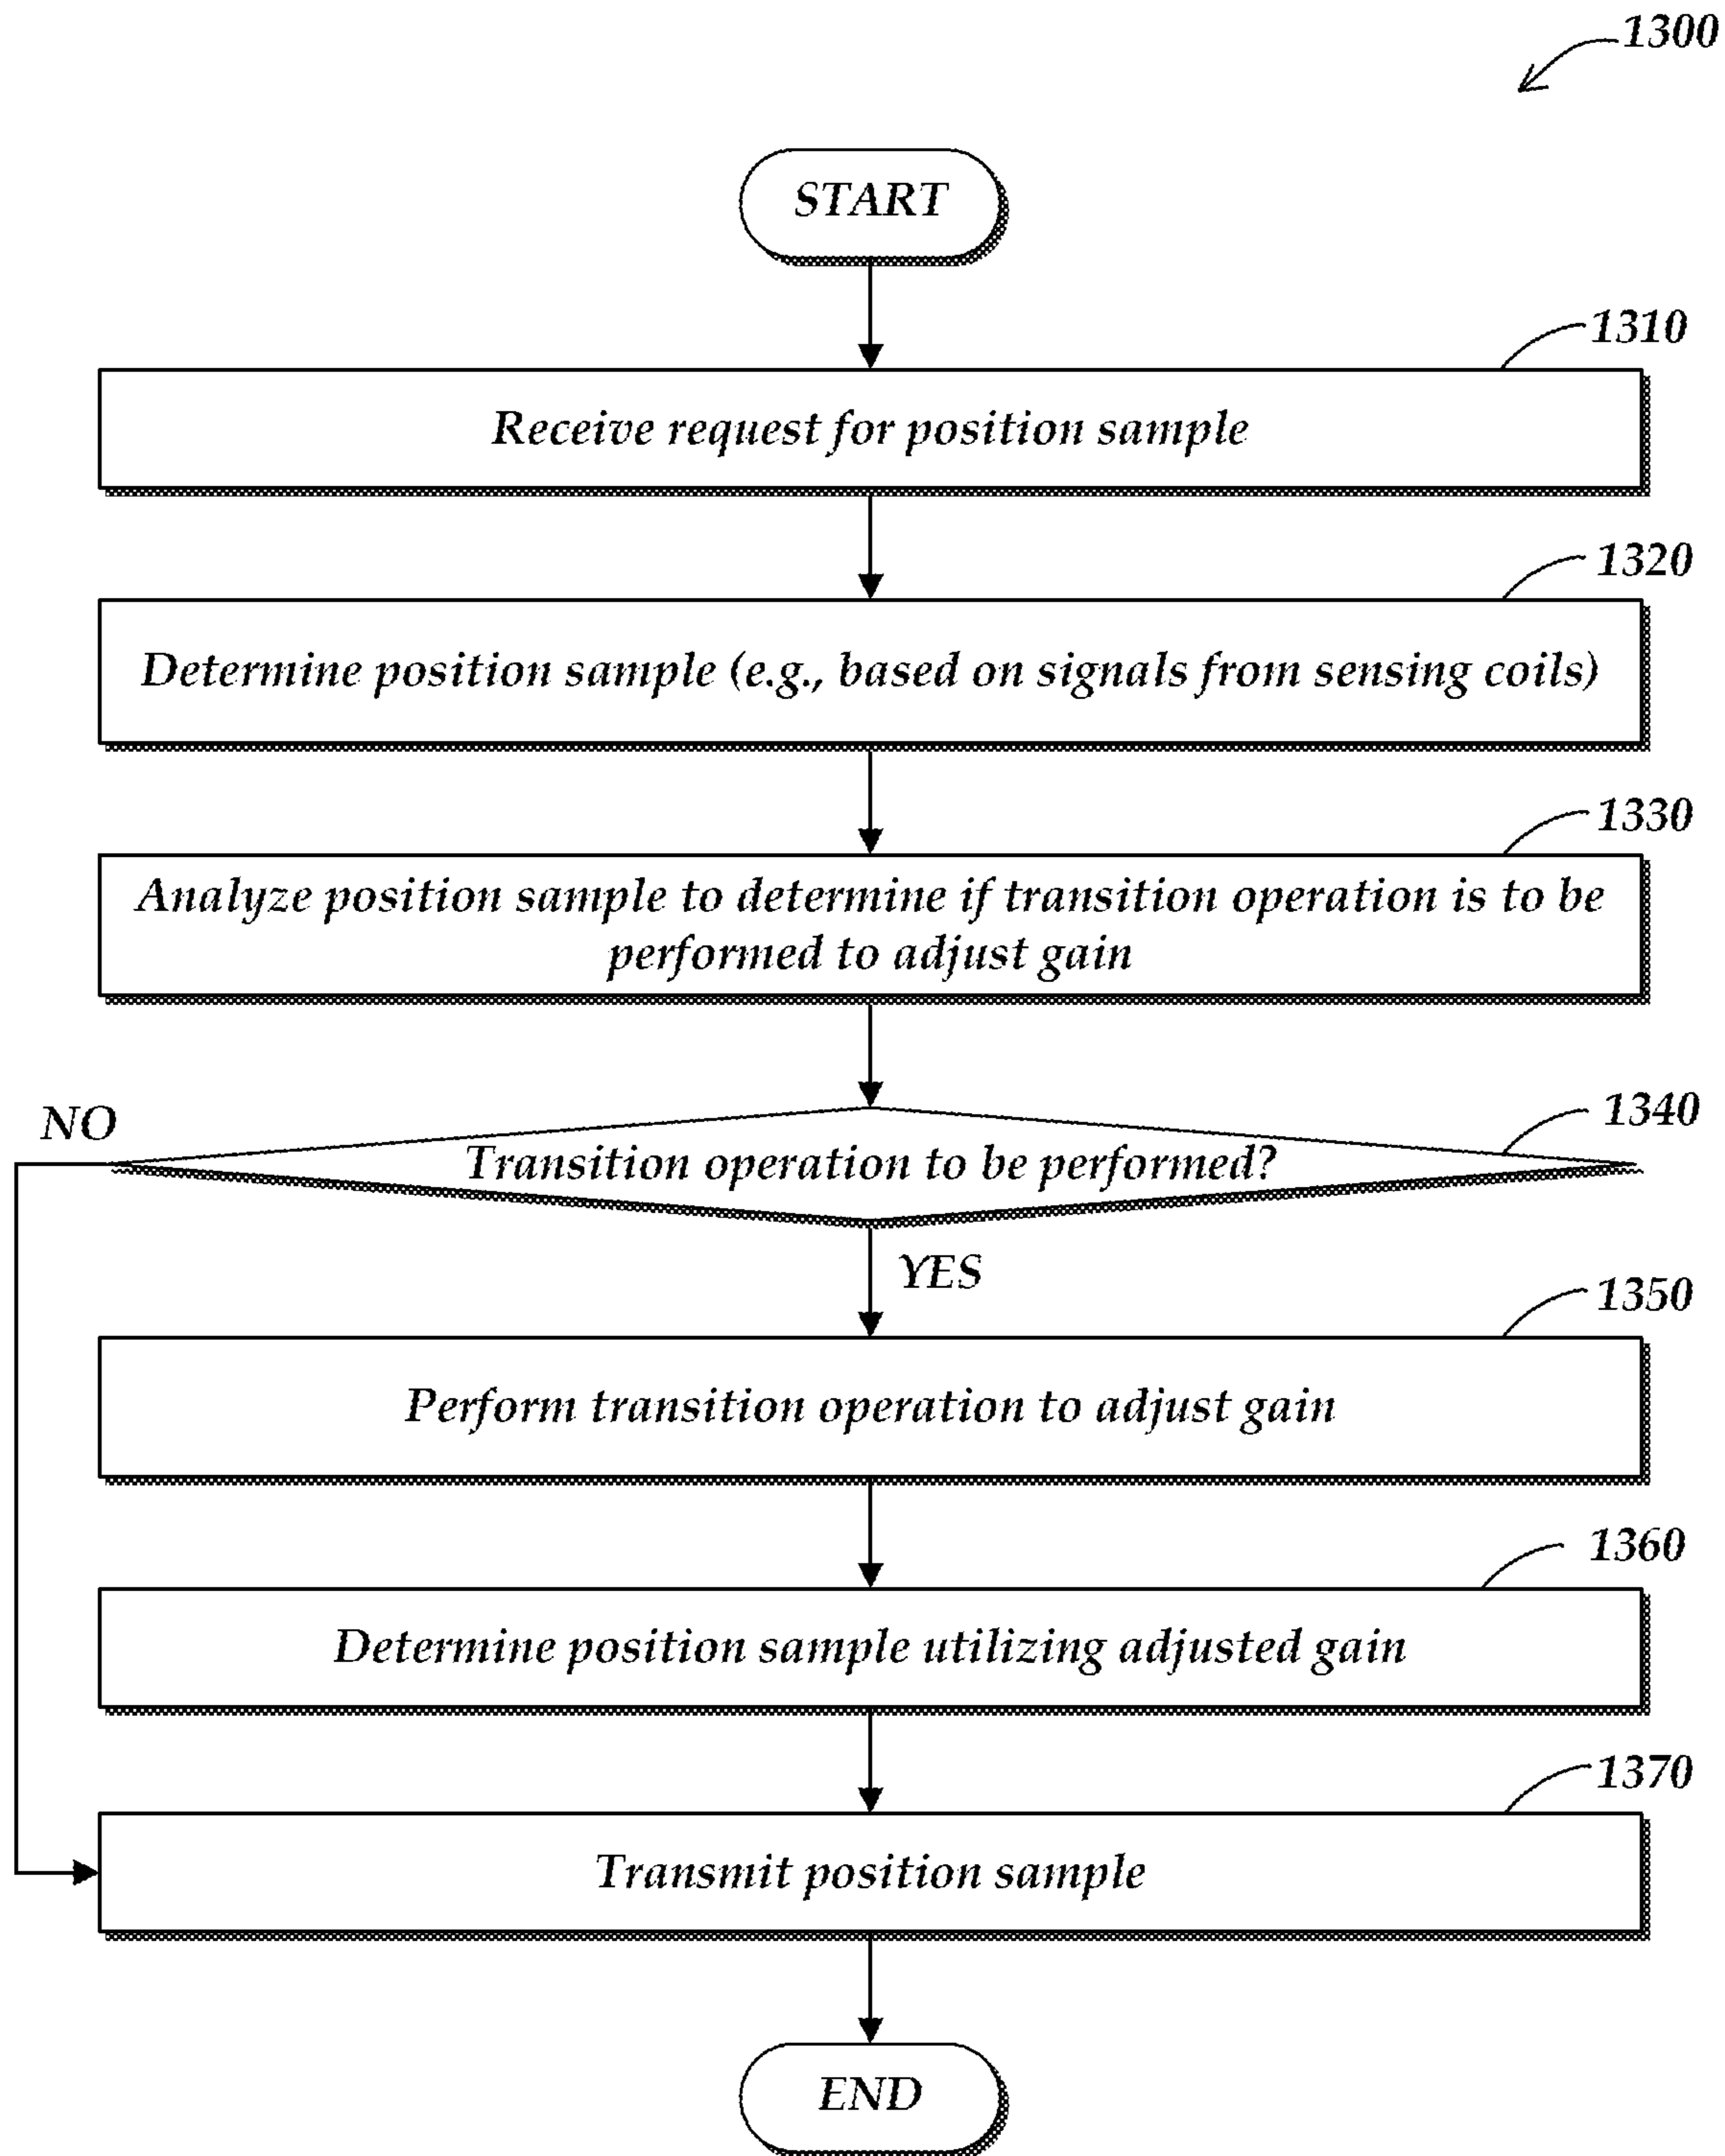 1300
START
1310
Receive request for position sample
1320
Determine position sample (e.g., based on signals from sensing coils)
1330
Analyze position sample to determine if transition operation is to be
performed to adjust gain
NO
1340
Transition operation to be performed?
YES
1350
Perform transition operation to adjust gain
1360
Determine position sample utilizing adjusted gain
1370
Transmit position sample
END